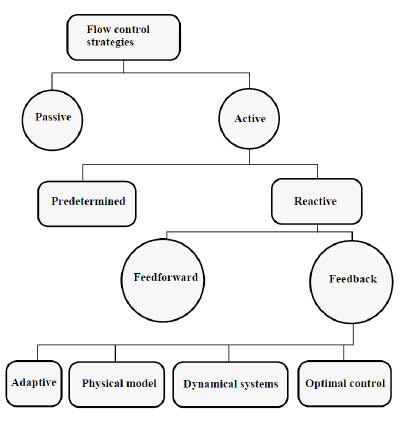 Flow control
strategies
Passive
Active
Predetermined
Reactive
Feedforward
Feedback
Adaptive
Physical model
Dynamical systems
Optimal control